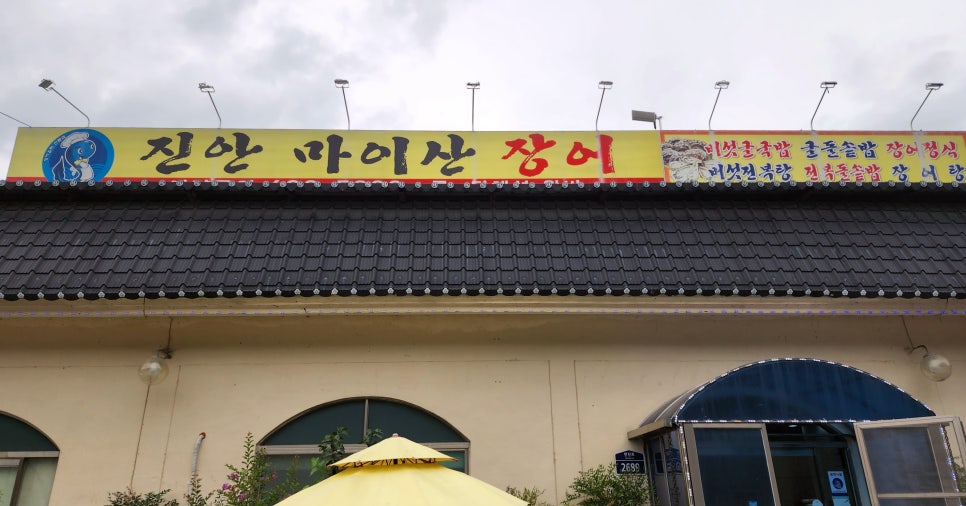 진안 마이산 장어
버섯굴국밥 굴돌솥밥 장어정식
버섯전복탕 전복돌솥밥 장어탕
2689